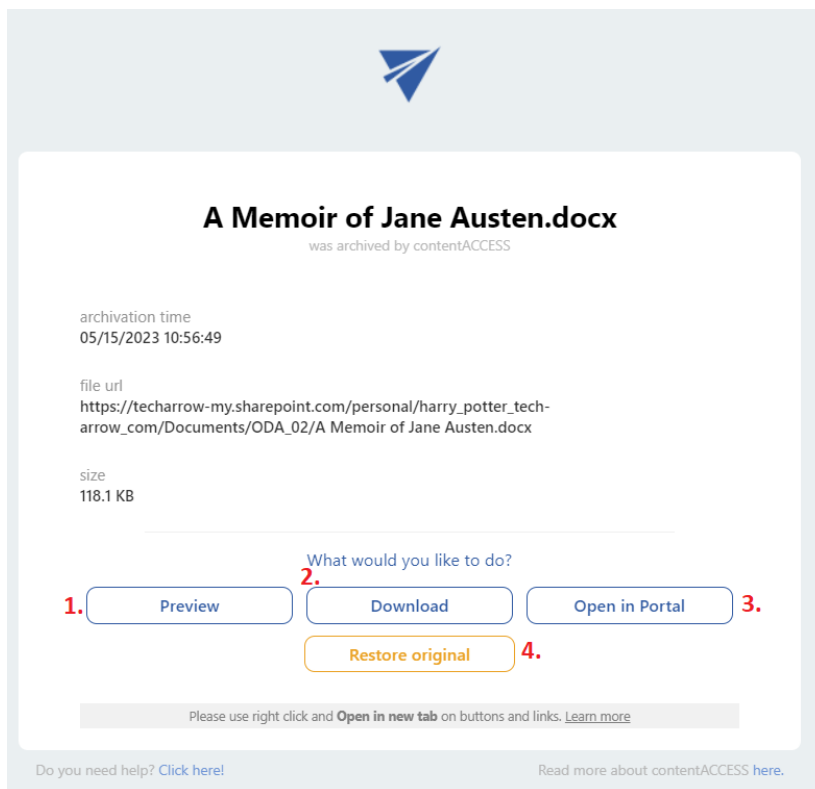 A Memoir of Jane Austen.docx
was archived by contentACCESS
archivation time
05/15/2023 10:56:49
file url
https://techarrow-my.sharepoint.com/personal/harry_potter_tech-
arrow_com/Documents/ODA_02/A Memoir of Jane Austen.docx
size
118.1 KB
What would you like to do?
1. Preview 2. Download Open in Portal 3.
Restore original 4.
Please use right click and Open in new tab on buttons and links. Learn more
Do you need help? Click here! Read more about contentACCESS here.